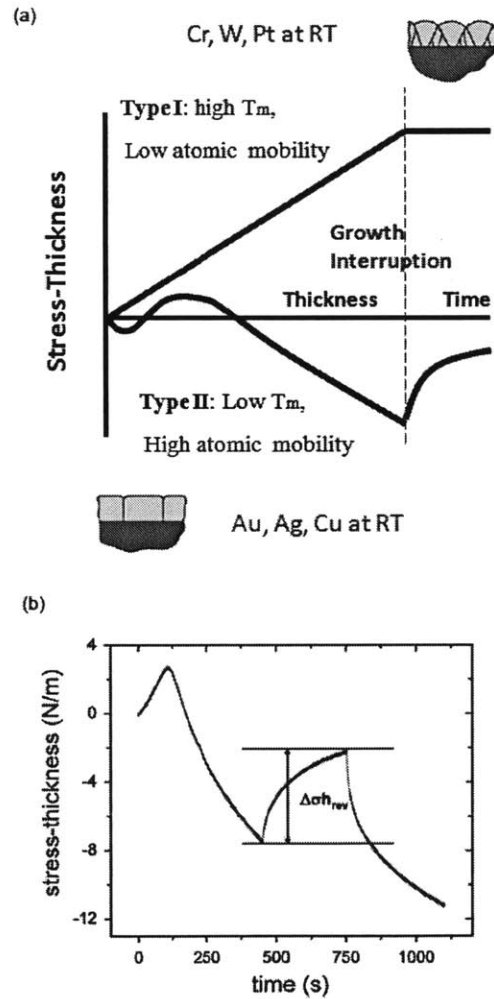 (a)
Cr, W, Pt at RT
Type I: high Tm,
Low atomic mobility
Stress-Thickness
Growth
Interruption
Thickness
Time
Type II: Low Tm,
High atomic mobility
Au, Ag, Cu at RT
(b)
stress-thickness (N/m)
4
0
-4
-8
-12
Δσhrev
0
250
500
750
1000
time (s)